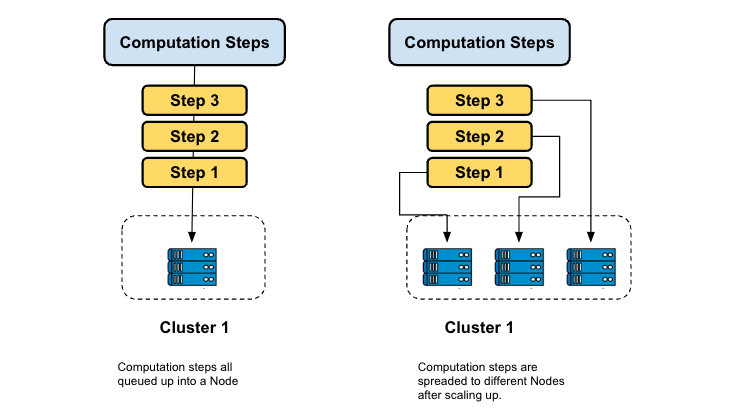 Computation Steps
Step 3
Step 2
Step 1
Cluster 1
Computation steps all
queued up into a Node
Computation Steps
Step 3
Step 2
Step 1
Cluster 1
Computation steps are
spreaded to different Nodes
after scaling up.